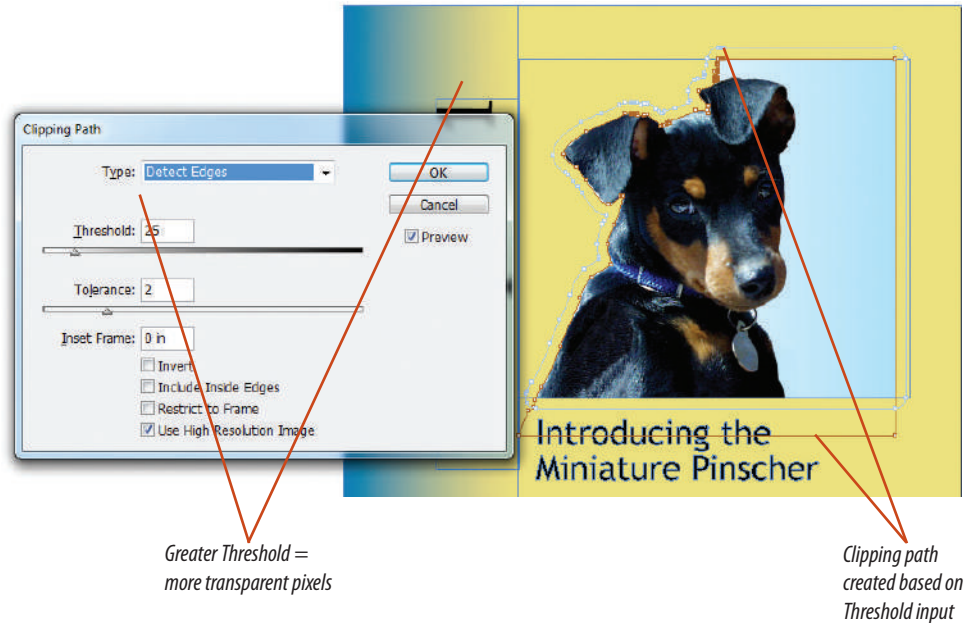 Clipping Path
Type: Detect Edges
OK
Cancel
Threshold: 25
Preview
Tolerance: 2
Inset Frame: 0 in
Invert
Include Inside Edges
Restrict to Frame
Use High Resolution Image
Introducing the
Miniature Pinscher
Greater Threshold =
more transparent pixels
Clipping path
created based on
Threshold input